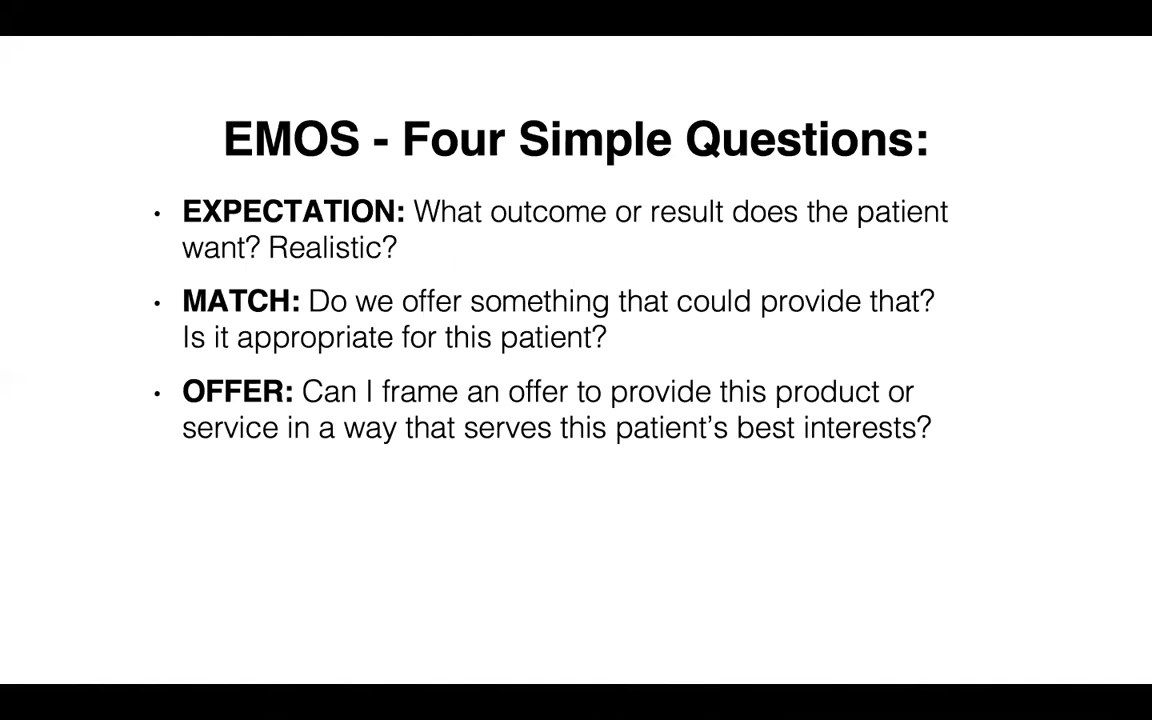 EMOS - Four Simple Questions:
• EXPECTATION: What outcome or result does the patient
want? Realistic?
• MATCH: Do we offer something that could provide that?
Is it appropriate for this patient?
• OFFER: Can I frame an offer to provide this product or
service in a way that serves this patient’s best interests?